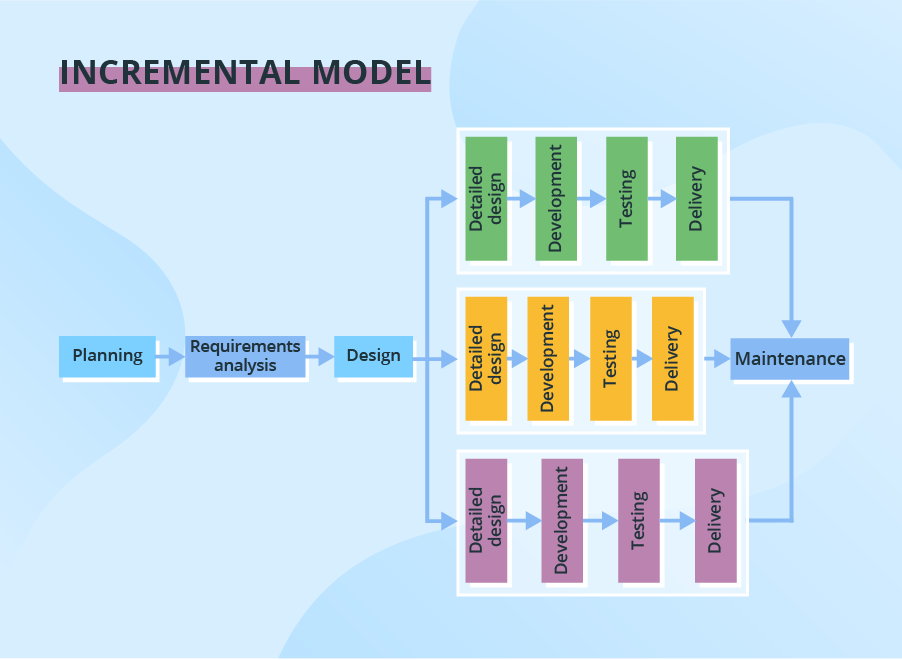 INCREMENTAL MODEL
Planning
Requirements
analysis
Design
Detailed
design
Development
Testing
Delivery
Detailed
design
Development
Testing
Delivery
Detailed
design
Development
Testing
Delivery
Maintenance